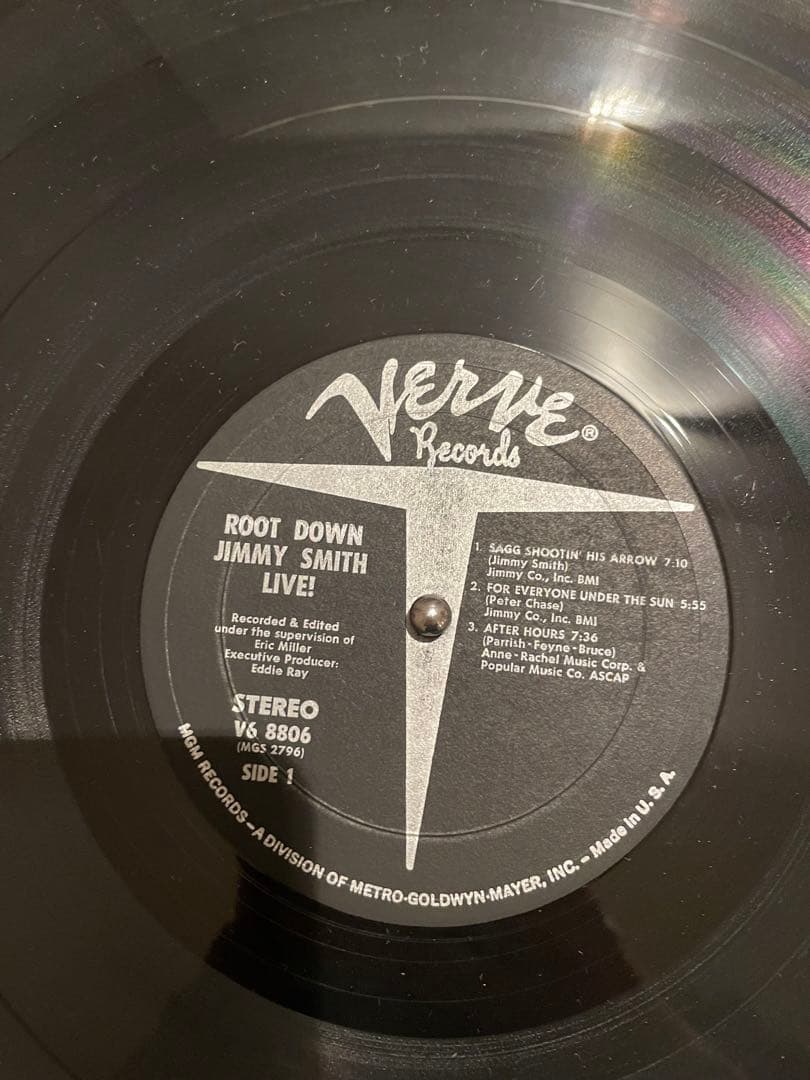 VERVE®
Records
ROOT DOWN
JIMMY SMITH
LIVE!
Recorded & Edited
under the supervision of
Eric Miller
Executive Producer:
Eddie Ray
STEREO
V6 8806
(MGS 2796)
SIDE 1
1. SAGG SHOOTIN' HIS ARROW 7:10
(Jimmy Smith)
Jimmy Co., Inc. BMI
2. FOR EVERYONE UNDER THE SUN 5:55
(Peter Chase)
Jimmy Co., Inc. BMI
3. AFTER HOURS 7:36
(Parrish-Feyne-Bruce)
Anne-Rachel Music Corp. &
Popular Music Co. ASCAP
MGM RECORDS—A DIVISION OF METRO-GOLDWYN-MAYER, INC. – Made in U. S. A.